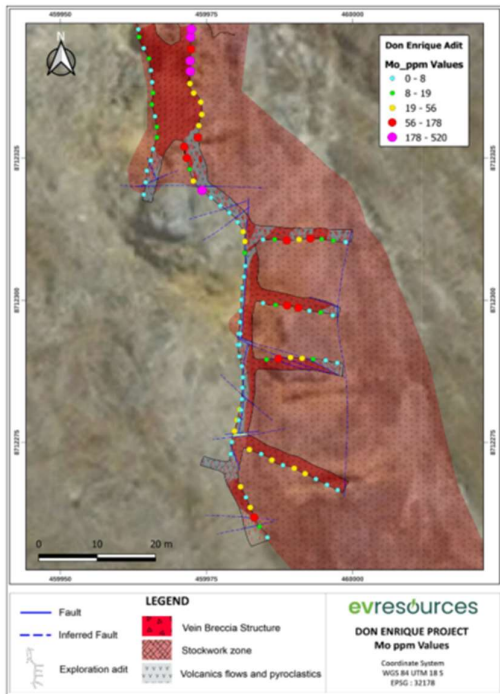 459950 459975 460000
N
Don Enrique Adit
Mo_ppm Values
0 - 8
8 - 19
19 - 56
56 - 178
178 - 520
8712325 8712325
8712300 8712300
8712275 8712275
0 10 20 m
459950 459975 460000
Fault
Inferred Fault
Exploration adit
LEGEND
Vein Breccia Structure
Stockwork zone
Volcanics flows and pyroclastics
evresources
DON ENRIQUE PROJECT
Mo ppm Values
Coordinate System
WGS 84 UTM 18 S
EPSG : 32178